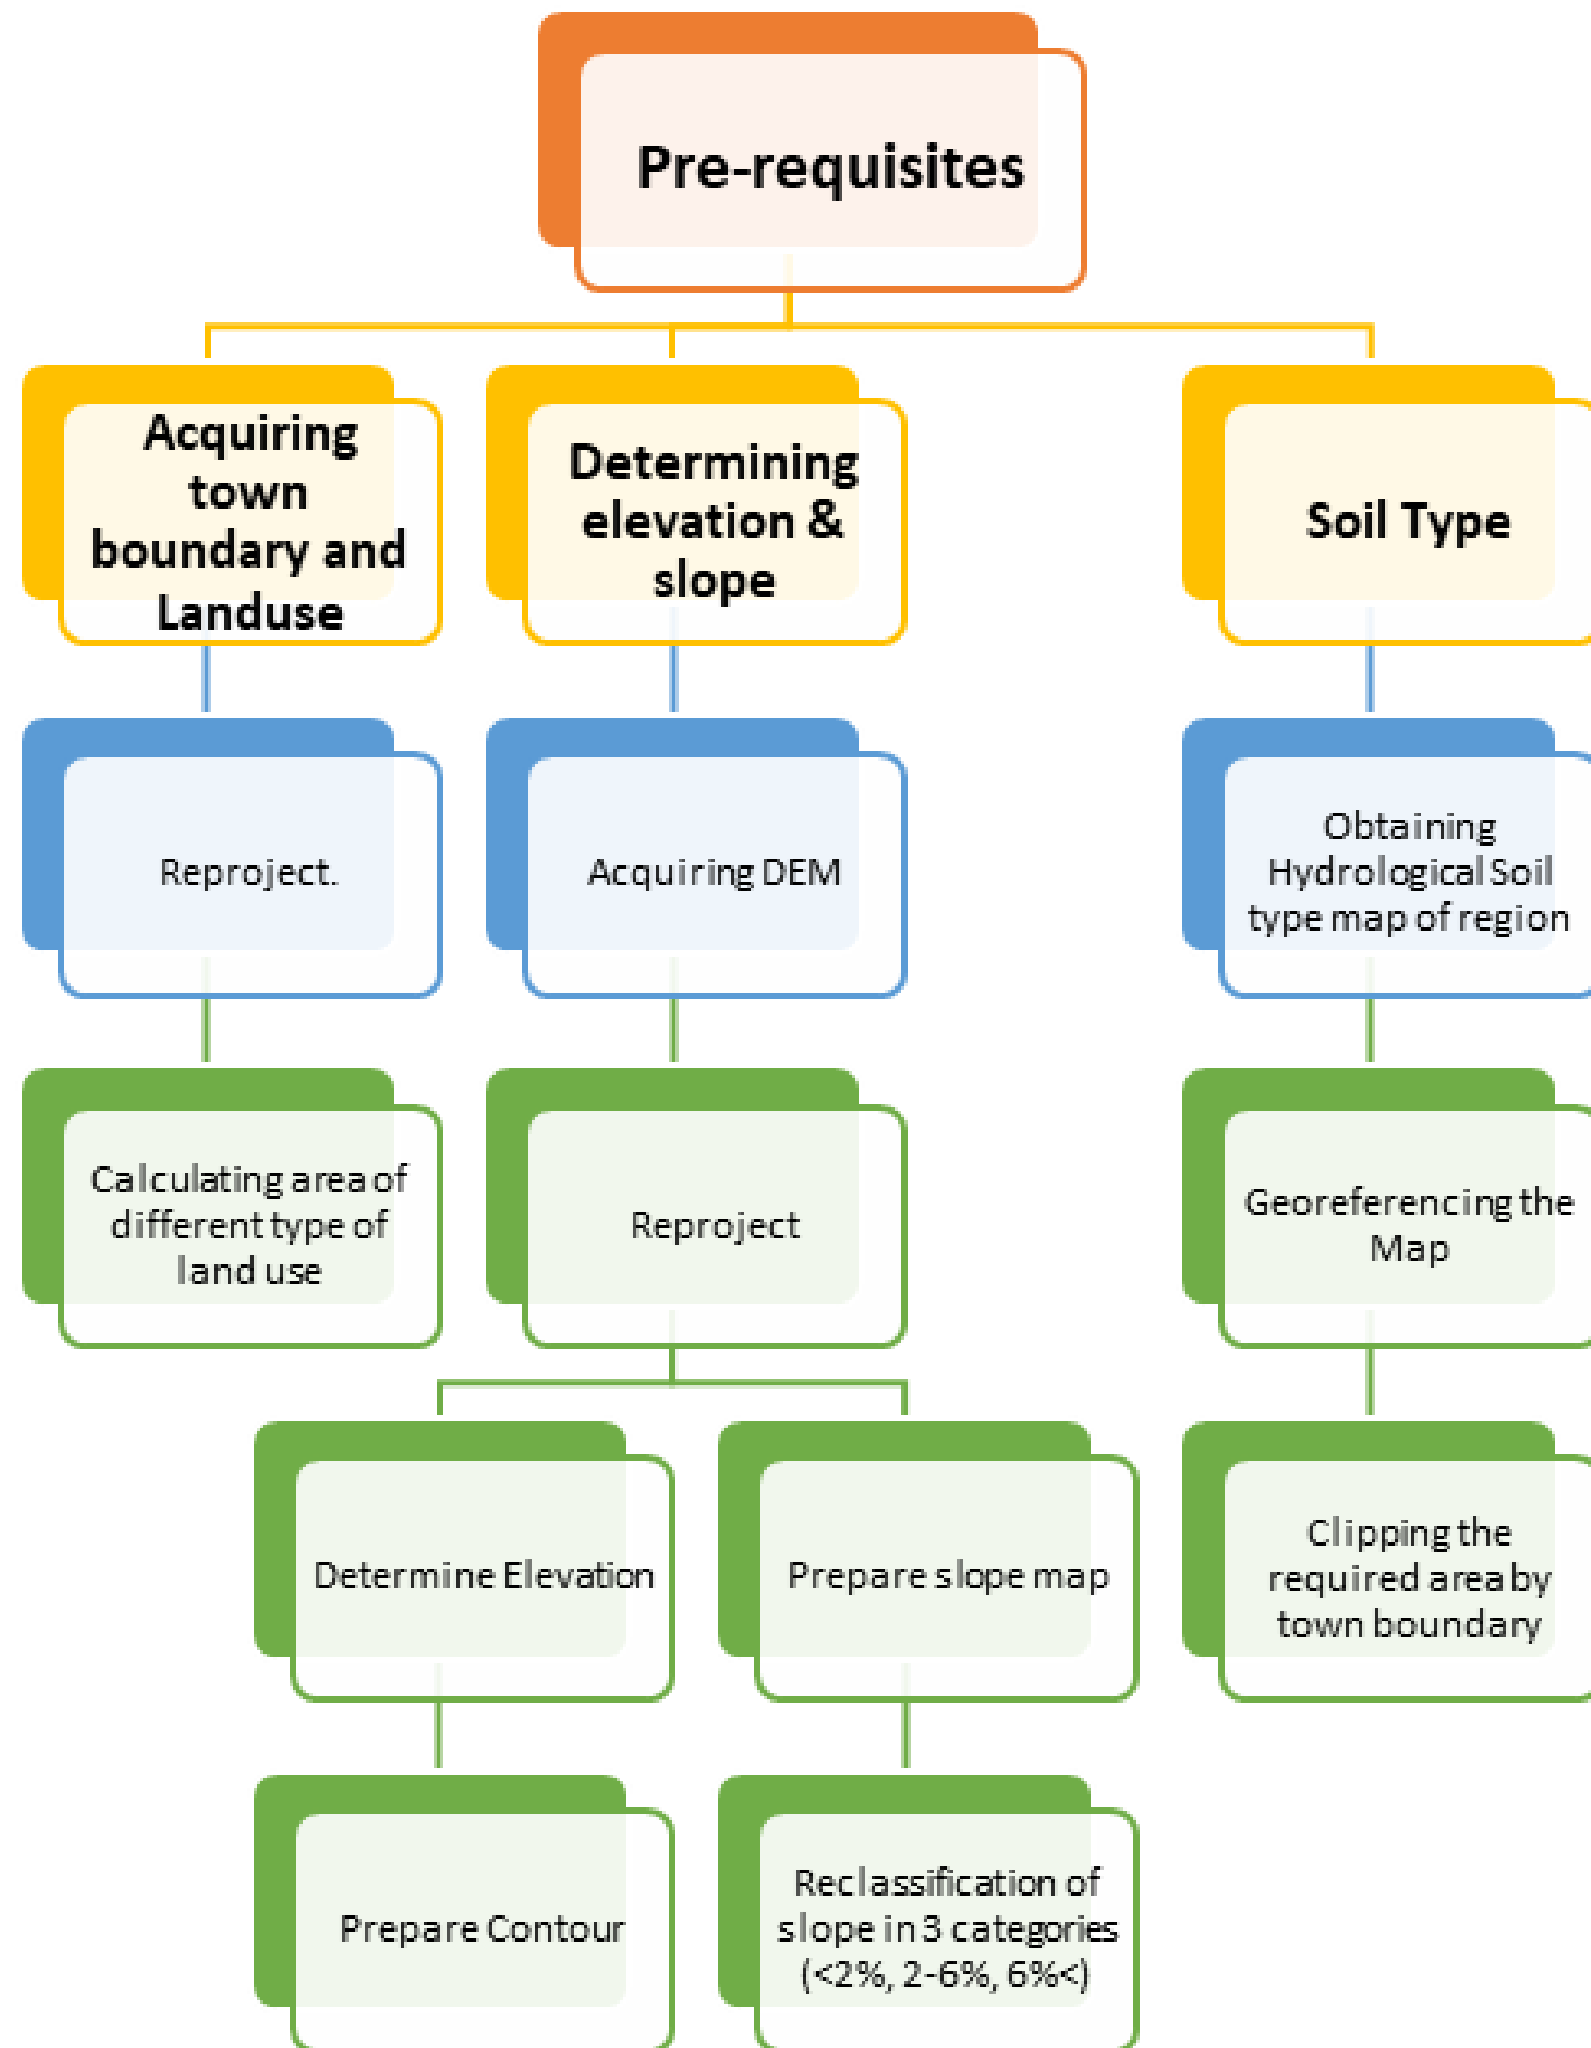 Pre-requisites
Acquiring
town
boundary and
Landuse
Determining
elevation &
slope
Soil Type
Reproject.
Acquiring DEM
Obtaining
Hydrological Soil
type map of region
Calculating area of
different type of
land use
Reproject
Georeferencing the
Map
Determine Elevation
Prepare slope map
Clipping the
required area by
town boundary
Prepare Contour
Reclassification of
slope in 3 categories
(<2%, 2-6%, 6%<)